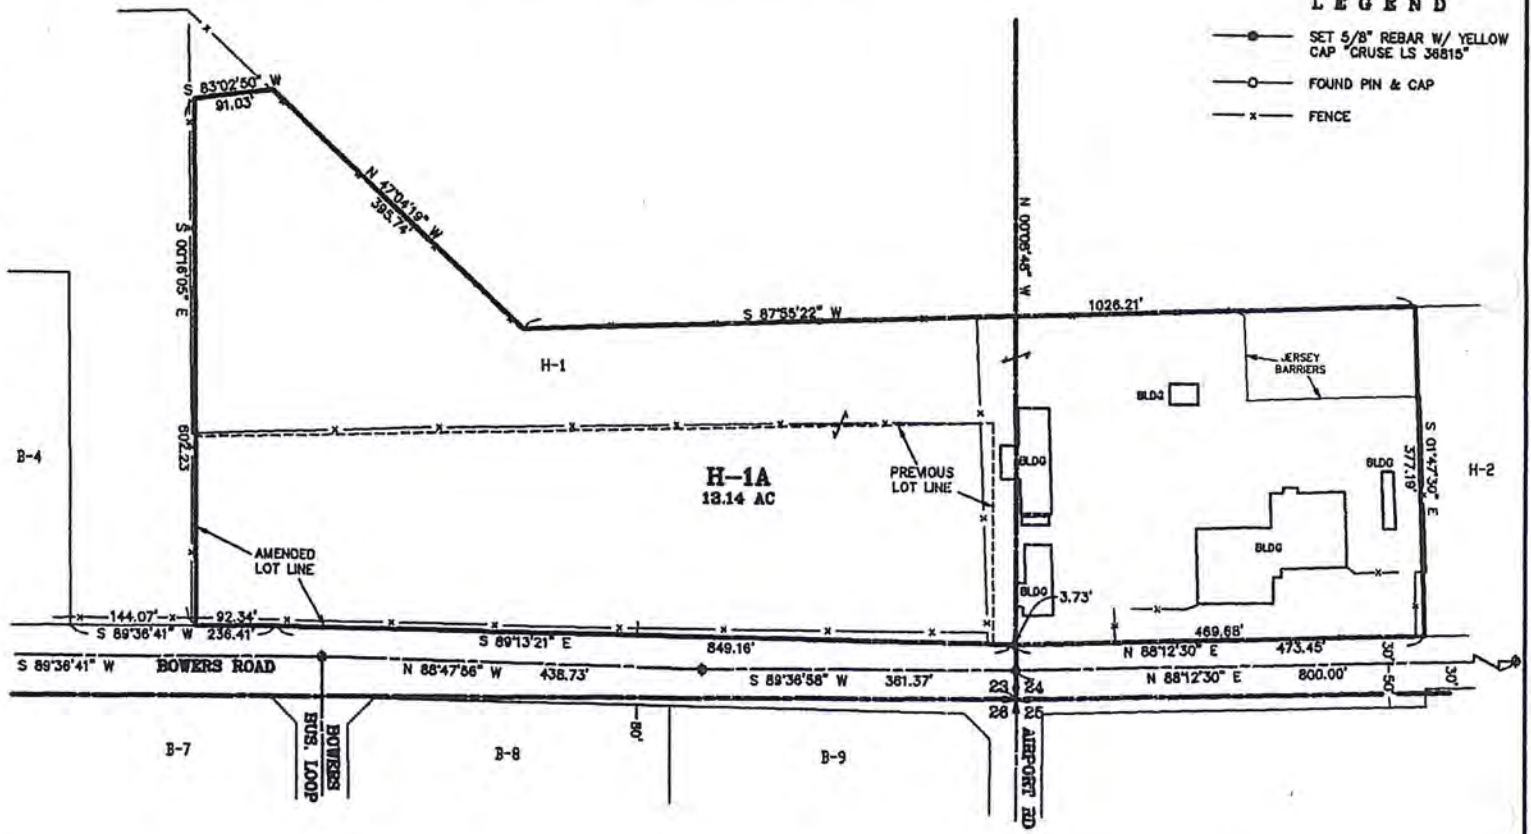 LEGEND
SET 5/8" REBAR W/ YELLOW
CAP "CRUSE LS 36815"
FOUND PIN & CAP
FENCE
S 83°02'50" W
91.03'
N 47°04'19" W
395.74'
S 00°16'05" E
602.23
N 00°06'46" W
S 87°55'22" W
1026.21'
H-1
JERSEY
BARRIERS
BLDG
B-4
BLDG
PREVIOUS
LOT LINE
H-1A
13.14 AC
BLDG
S 01°47'30" E
377.19'
H-2
AMENDED
LOT LINE
BLDG
BLDG
3.73'
144.07'
92.34'
S 89°36'41" W
236.41'
S 89°13'21" E
849.16'
469.68'
N 88°12'30" E
473.45'
S 89°36'41" W
BOWERS ROAD
N 88°47'56" W
438.73'
S 89°36'58" W
361.37'
N 88°12'30" E
800.00'
30'
50'
30'
23
24
26
25
B-7
BOWERS
BUS. LOOP
B-8
80'
B-9
AIRPORT RD